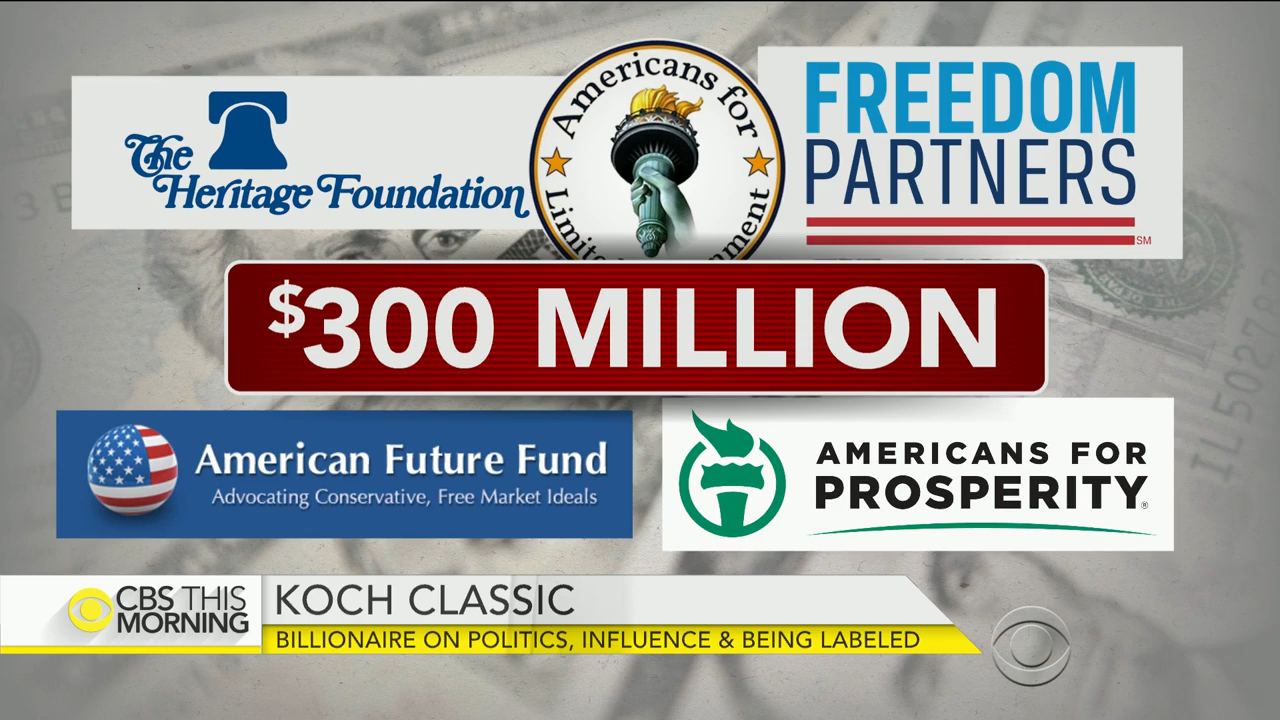 The
Heritage Foundation
Americans for
FREEDOM
PARTNERS
SM
$300 MILLION
American Future Fund
Advocating Conservative, Free Market Ideals
AMERICANS FOR
PROSPERITY®
CBS THIS
MORNING
KOCH CLASSIC
BILLIONAIRE ON POLITICS, INFLUENCE & BEING LABELED